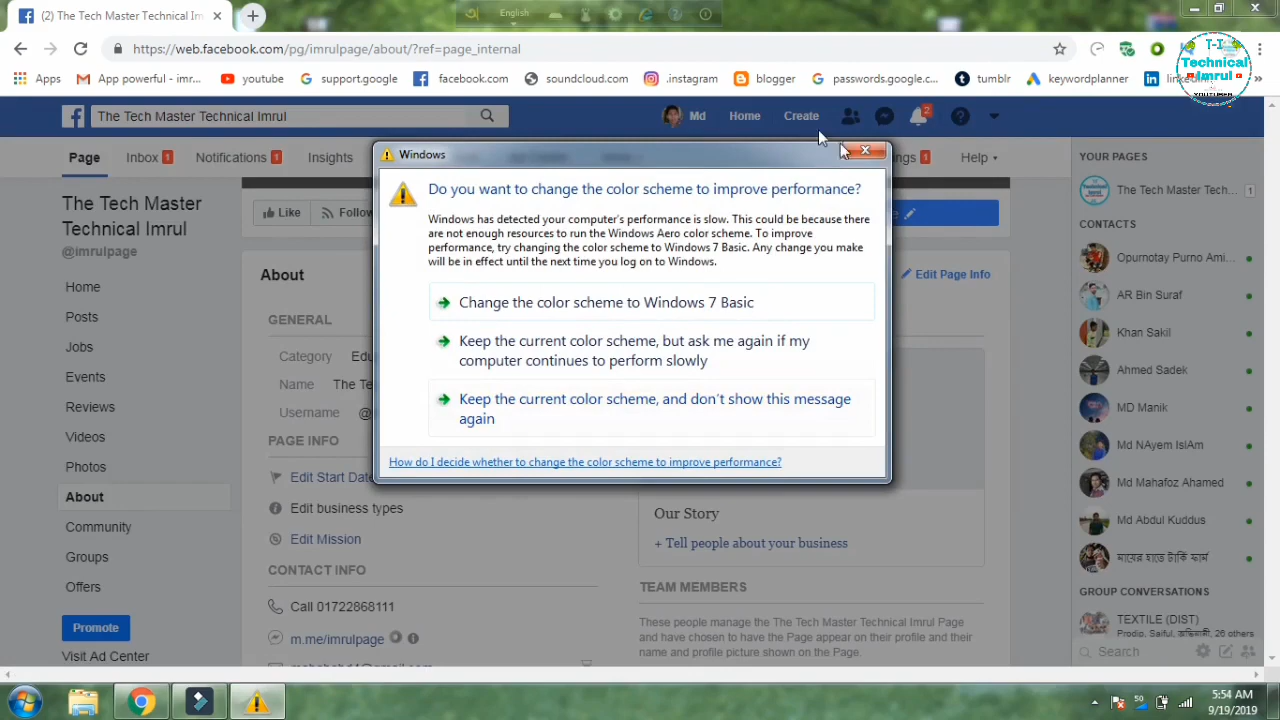 (2) The Tech Master Technical Im
English
https://web.facebook.com/pg/imrulpage/about/?ref=page_internal
Apps
App powerful - imr...
youtube
support.google
facebook.com
soundcloud.com
.instagram
blogger
passwords.google.c...
tumblr
keywordplanner
T-I
Technical
Imrul
The Tech Master Technical Imrul
Md
Home
Create
2
Page
Inbox 1
Notifications 1
Insights
1
Help
The Tech Master
Technical Imrul
@imrulpage
Home
Posts
Jobs
Events
Reviews
Videos
Photos
About
Community
Groups
Offers
Promote
Visit Ad Center
Like
Follow
About
Edit Page Info
GENERAL
Category
Name
Username
PAGE INFO
Edit business types
Edit Mission
CONTACT INFO
Call 01722868111
m.me/imrulpage
Windows
Do you want to change the color scheme to improve performance?
Windows has detected your computer's performance is slow. This could be because there
are not enough resources to run the Windows Aero color scheme. To improve
performance, try changing the color scheme to Windows 7 Basic. Any change you make
will be in effect until the next time you log on to Windows.
Change the color scheme to Windows 7 Basic
Keep the current color scheme, but ask me again if my
computer continues to perform slowly
Keep the current color scheme, and don't show this message
again
How do I decide whether to change the color scheme to improve performance?
Our Story
+ Tell people about your business
TEAM MEMBERS
These people manage the The Tech Master Technical Imrul Page
and have chosen to have the Page appear on their profile and their
name and profile picture shown on the Page.
YOUR PAGES
The Tech Master Tech... 1
CONTACTS
Opurnotay Purno Ami...
AR Bin Suraf
Khan Sakil
Ahmed Sadek
MD Manik
Md NAyem IslAm
Md Mahafoz Ahamed
Md Abdul Kuddus
মায়ের হাতে টার্কি ফার্ম
GROUP CONVERSATIONS
TEXTILE (DIST)
Search
50
5:54 AM
9/19/2019